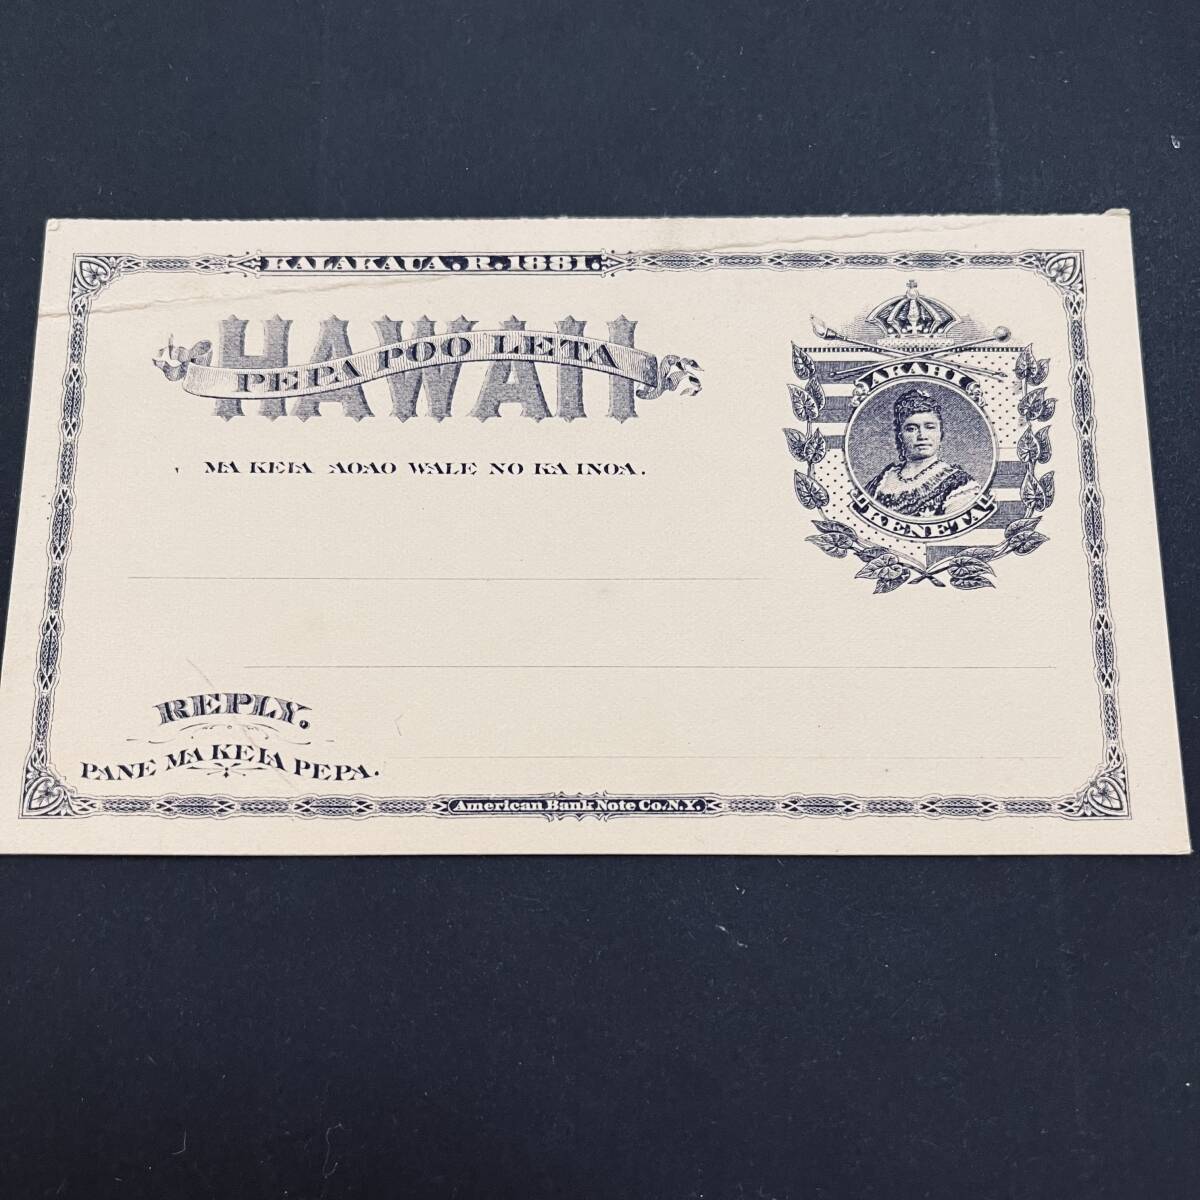 KALAKAUA. R. 1881.
HAWAII
PEPA POO LETA
AKAHI
KENETA
MA KEIA AOAO WALE NO KA INOA.
REPLY.
PANE MA KEIA PEPA.
American Bank Note Co. N.Y.